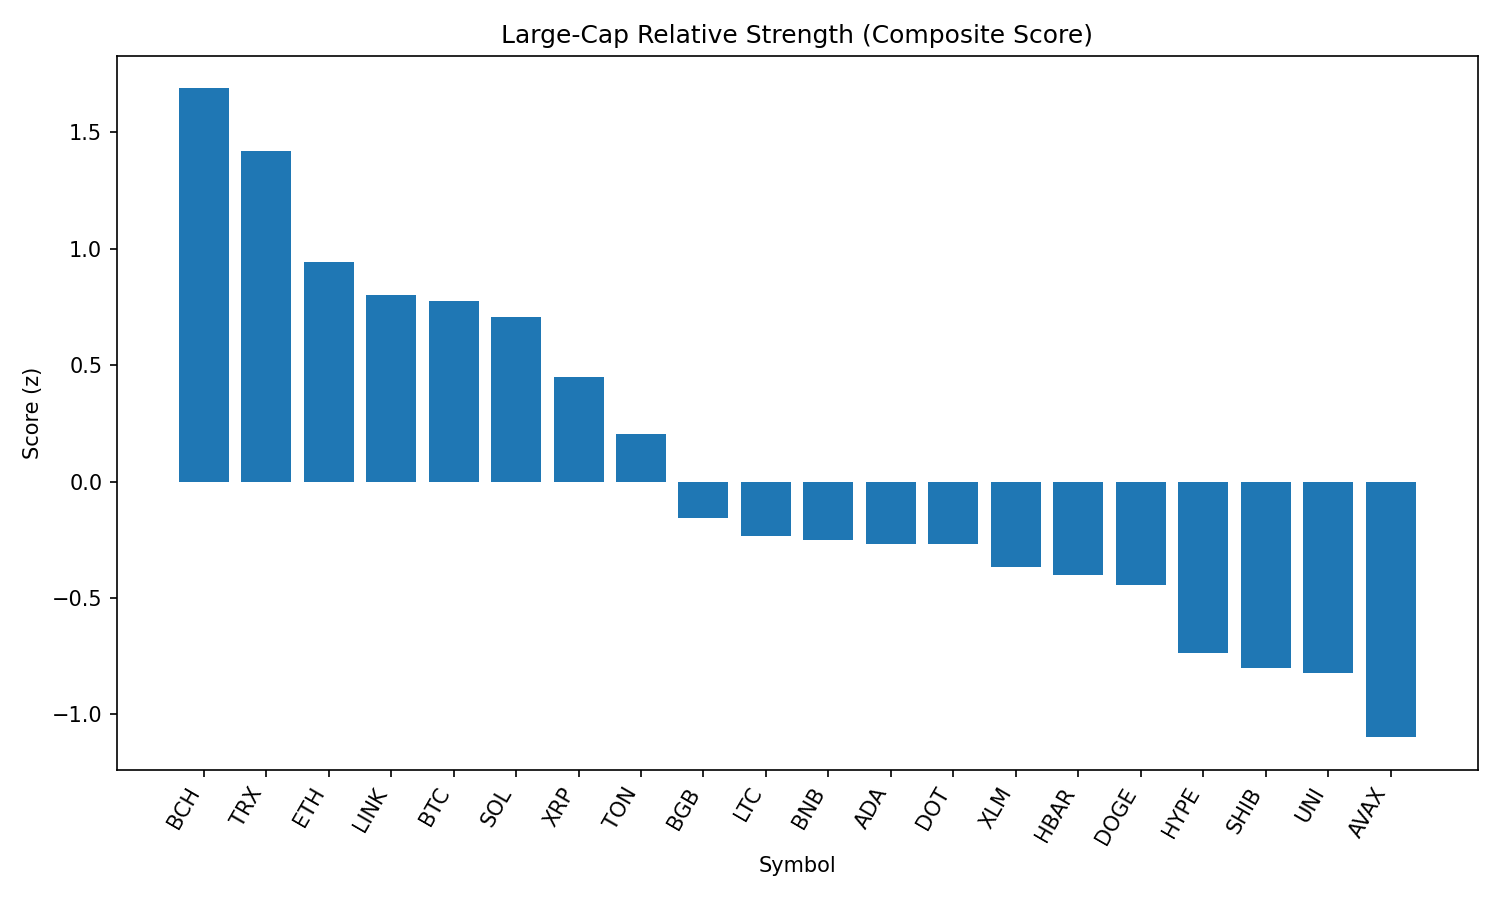 Large-Cap Relative Strength (Composite Score)
Score (z)
1.5
1.0
0.5
0.0
−0.5
−1.0
BCH
TRX
ETH
LINK
BTC
SOL
XRP
TON
BGB
LTC
BNB
ADA
DOT
XLM
HBAR
DOGE
HYPE
SHIB
UNI
AVAX
Symbol